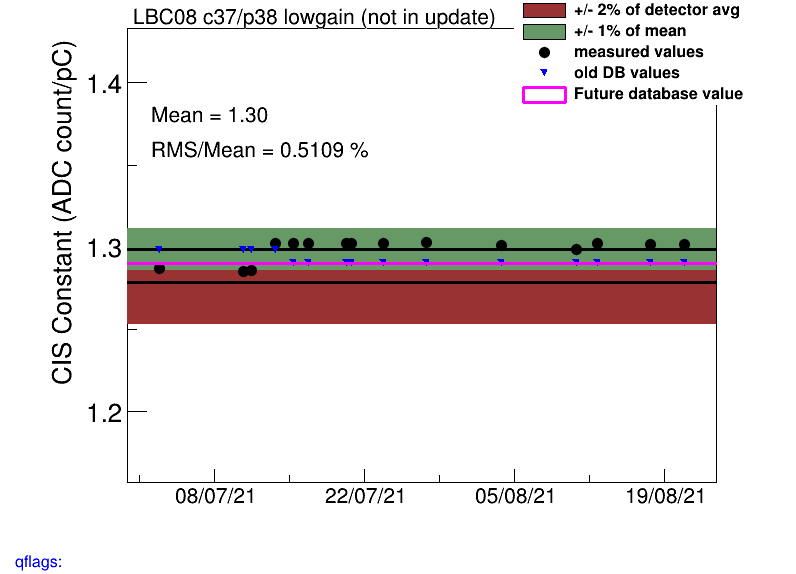 LBC08 c37/p38 lowgain (not in update)
+/- 2% of detector avg
+/- 1% of mean
measured values
old DB values
Future database value
Mean = 1.30
RMS/Mean = 0.5109 %
CIS Constant (ADC count/pC)
1.4
1.3
1.2
08/07/21 22/07/21 05/08/21 19/08/21
qflags: